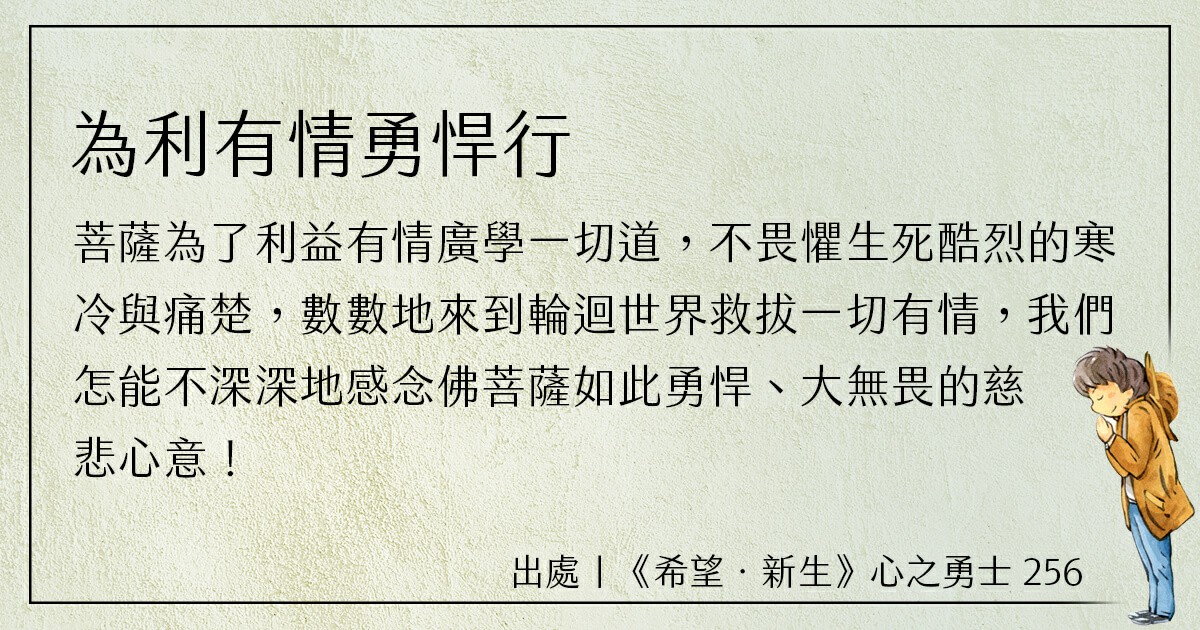 為利有情勇悍行
菩薩為了利益有情廣學一切道，不畏懼生死酷烈的寒
冷與痛楚，數數地來到輪迴世界救拔一切有情，我們
怎能不深深地感念佛菩薩如此勇悍、大無畏的慈
悲心意！
出處|《希望．新生》心之勇士 256